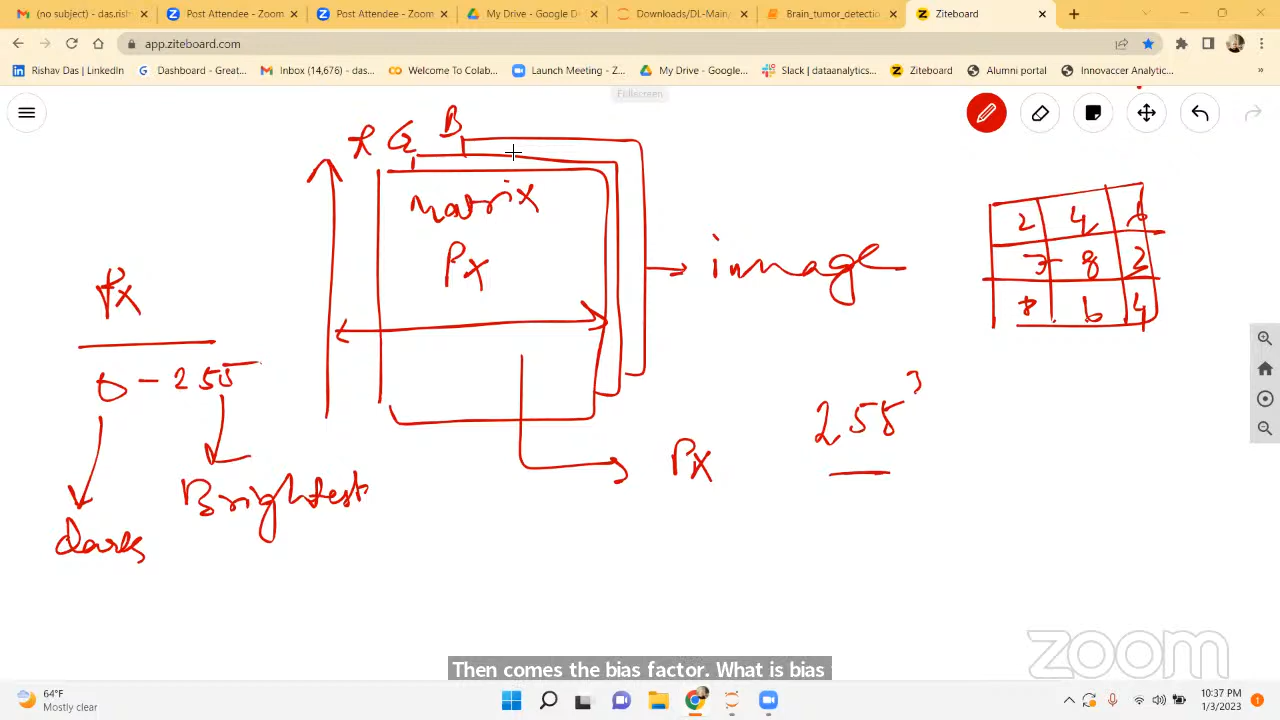 (no subject) - das.rish
Post Attendee - Zoom
Post Attendee - Zoom
My Drive - Google D
Downloads/DL-Main/
Brain_tumor_detectio
Ziteboard
app.ziteboard.com
Rishav Das | LinkedIn
Dashboard - Great...
Inbox (14,676) - das...
Welcome To Colab...
Launch Meeting - Z...
My Drive - Google...
Slack | dataanalytics...
Ziteboard
Alumni portal
Innovaccer Analytic...
Fullscreen
R G B
Matrix
Px
image
2 4 6
7 8 3
8 6 4
Px
0 - 255
dark
Brightest
Px
255³
zoom
Then comes the bias factor. What is bias
64°F
Mostly clear
10:37 PM
1/3/2023